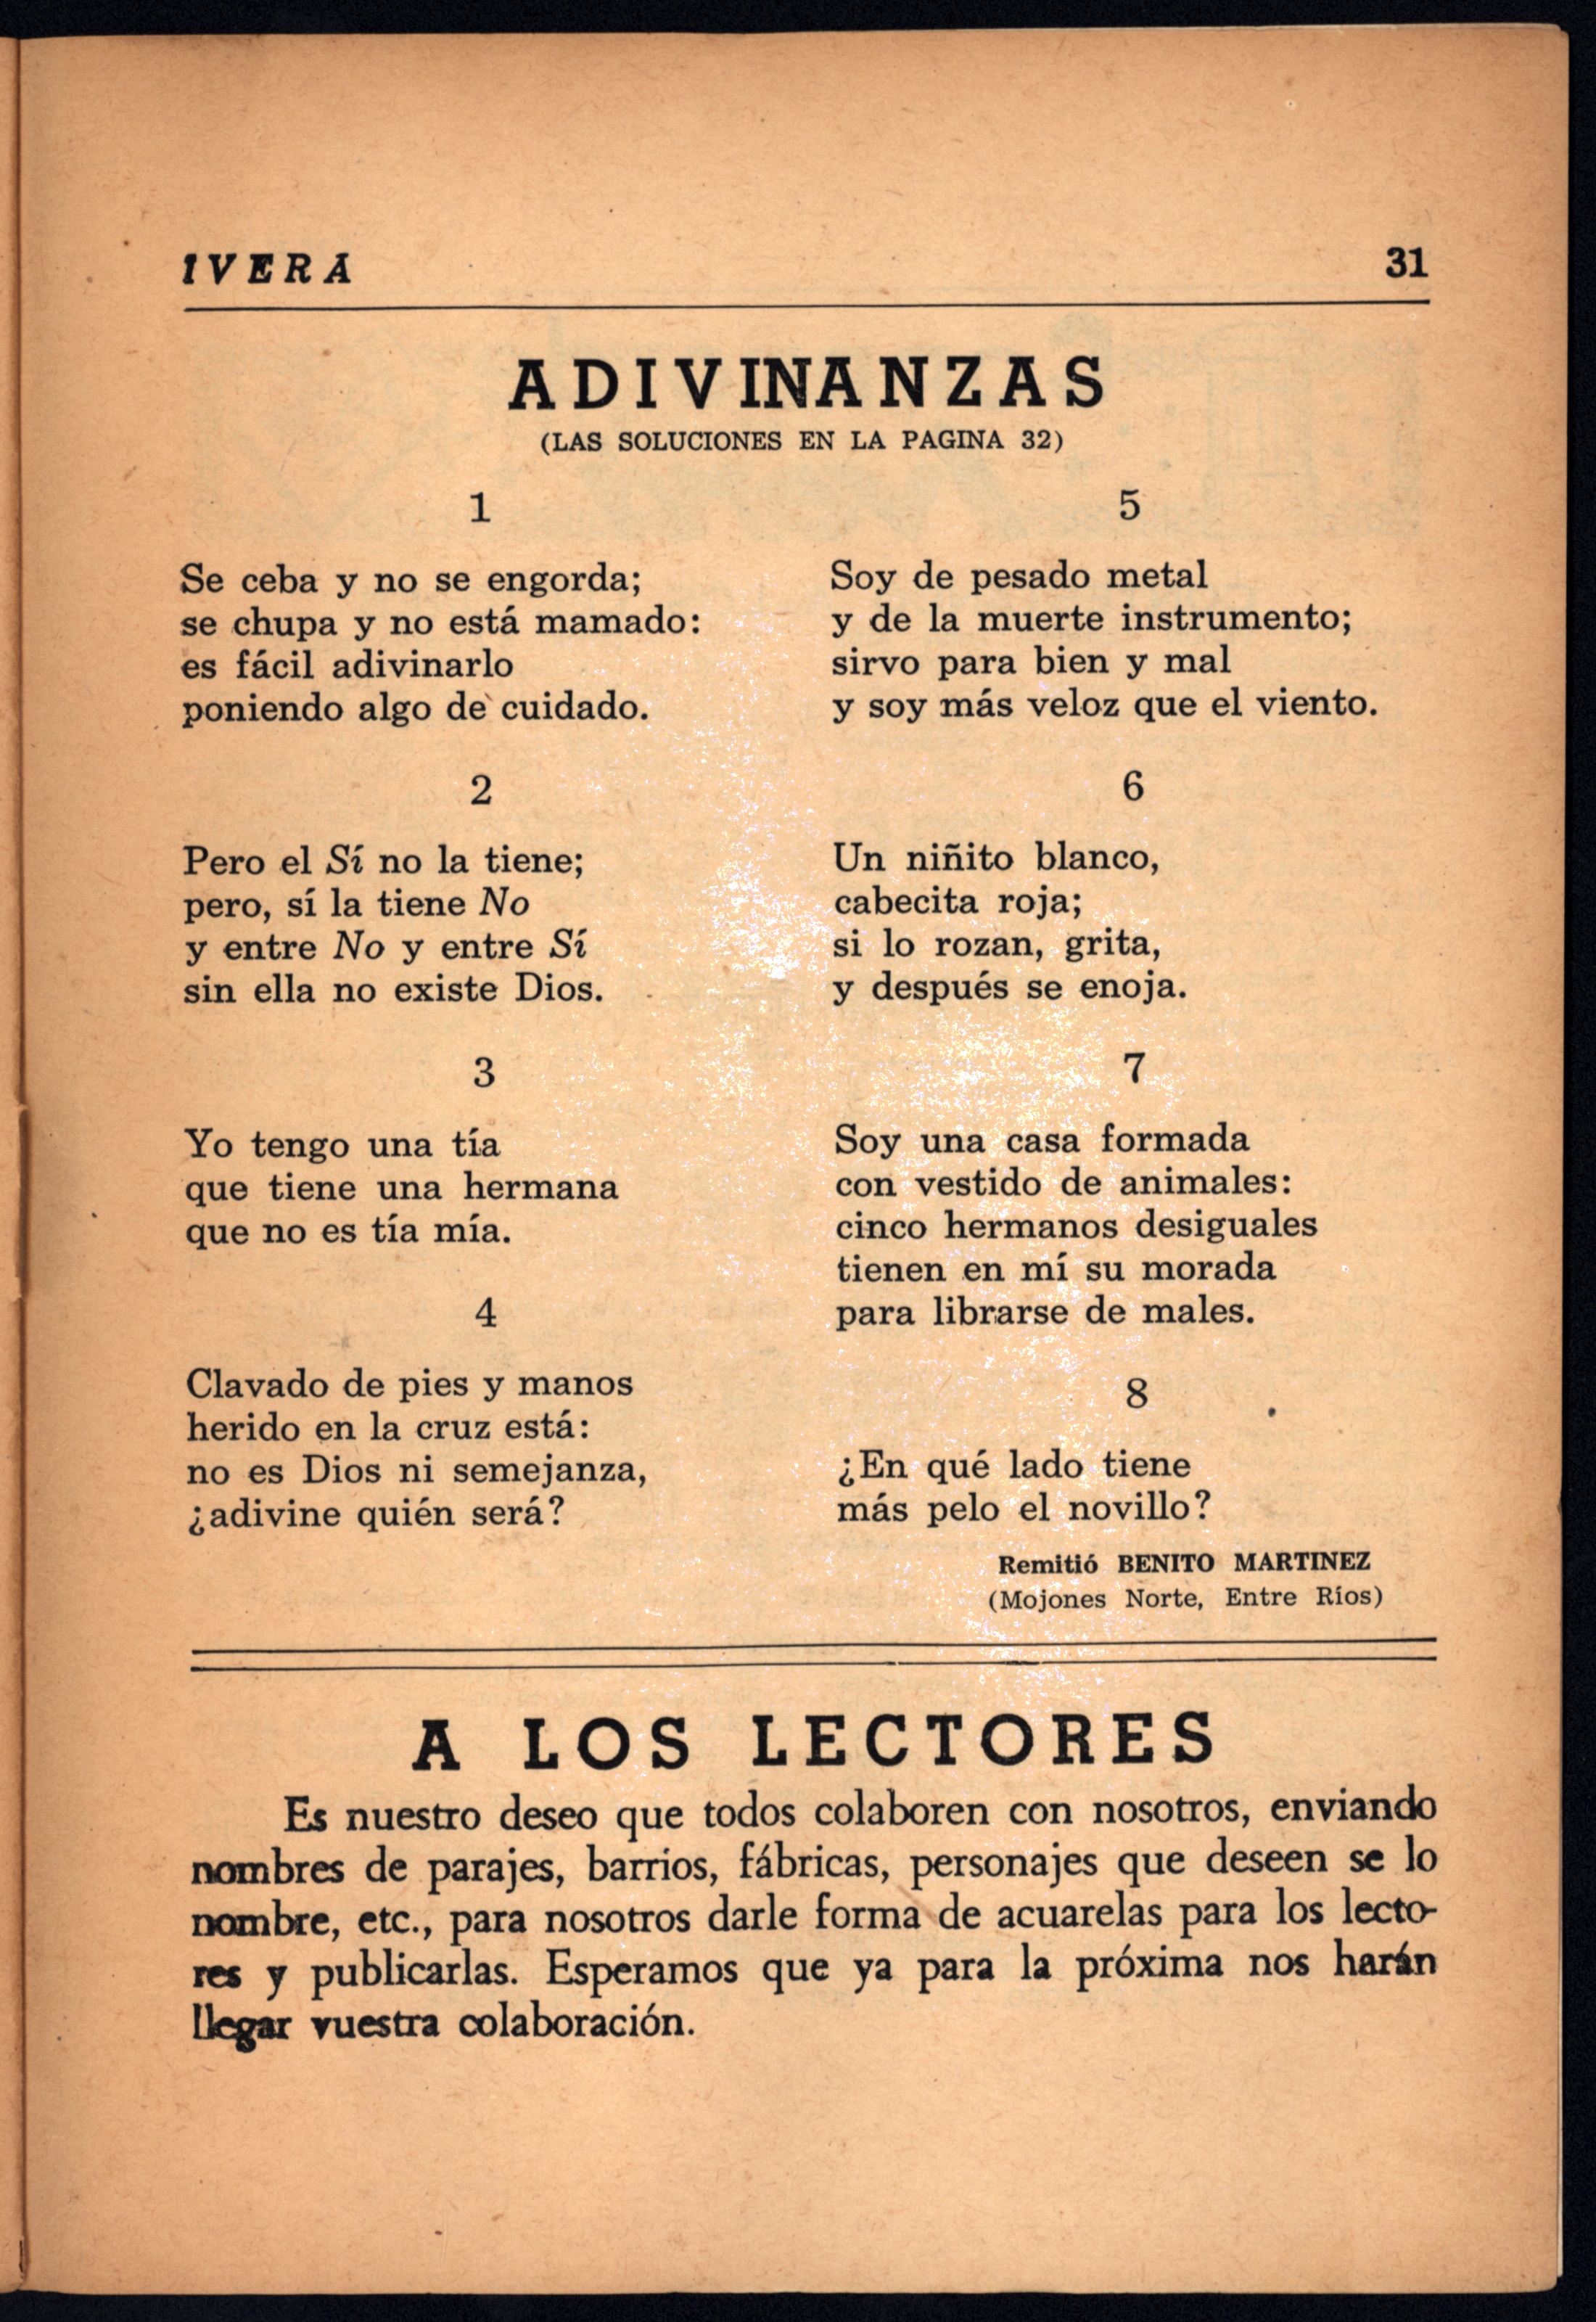 IVERA
31
ADIVINANZAS
(LAS SOLUCIONES EN LA PAGINA 32)
1
Se ceba y no se engorda;
se chupa y no está mamado:
es fácil adivinarlo
poniendo algo de cuidado.
2
Pero el Sí no la tiene;
pero, sí la tiene No
y entre No y entre Sí
sin ella no existe Dios.
3
Yo tengo una tía
que tiene una hermana
que no es tía mía.
4
Clavado de pies y manos
herido en la cruz está:
no es Dios ni semejanza,
¿adivine quién será?
5
Soy de pesado metal
y de la muerte instrumento;
sirvo para bien y mal
y soy más veloz que el viento.
6
Un niñito blanco,
cabecita roja;
si lo rozan, grita,
y después se enoja.
7
Soy una casa formada
con vestido de animales:
cinco hermanos desiguales
tienen en mí su morada
para librarse de males.
8
¿En qué lado tiene
más pelo el novillo?
Remitió BENITO MARTINEZ
(Mojones Norte, Entre Ríos)
A LOS LECTORES
Es nuestro deseo que todos colaboren con nosotros, enviando
nombres de parajes, barrios, fábricas, personajes que deseen se lo
nombre, etc., para nosotros darle forma de acuarelas para los lecto-
res y publicarlas. Esperamos que ya para la próxima nos harán
llegar vuestra colaboración.